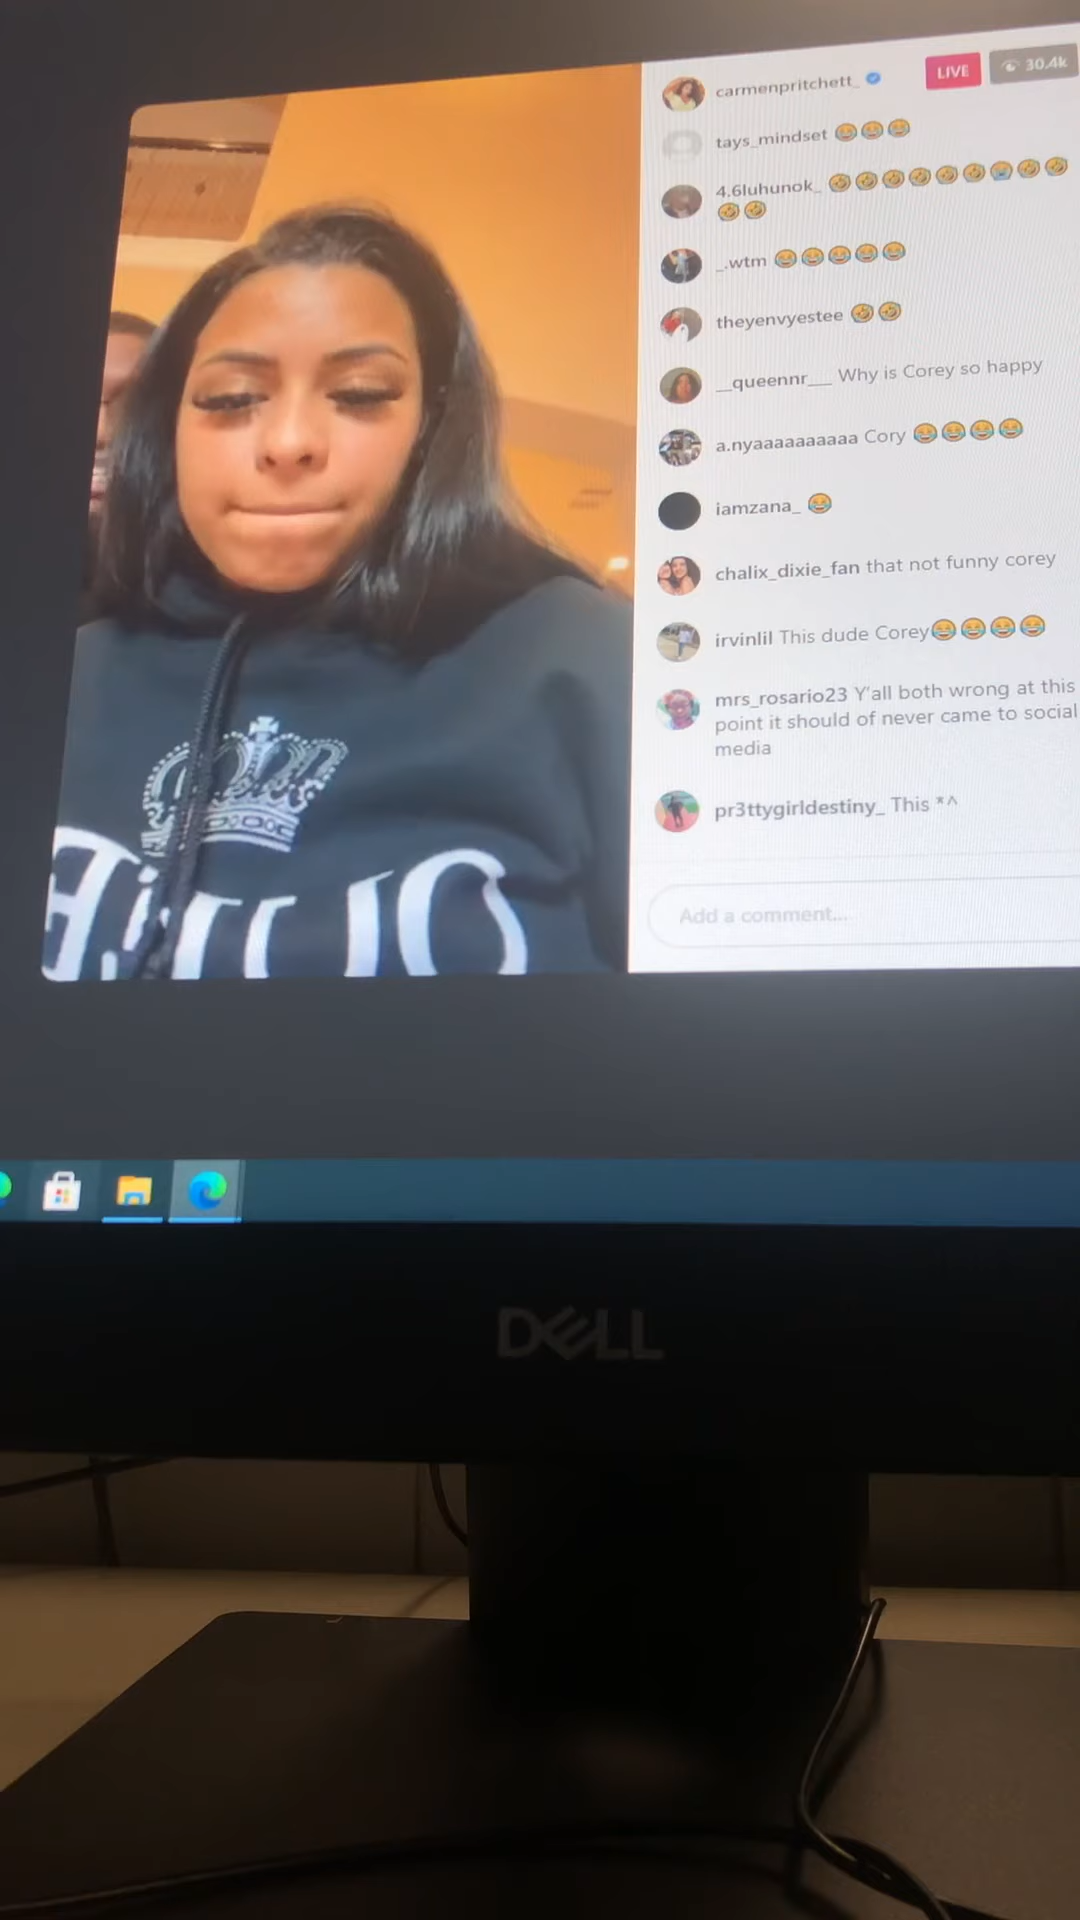 carmenpritchett_
LIVE
30.4k
tays_mindset 😂😂😂
4.6luhunok_ 🤣🤣🤣🤣🤣🤣😭🤣🤣
🤣🤣
_.wtm 😂😂😂😂😂
theyenvyestee 🤣🤣
__queennr___ Why is Corey so happy
a.nyaaaaaaaaaa Cory 😂😂😂😂
iamzana_ 😂
chalix_dixie_fan that not funny corey
irvinlil This dude Corey😂😂😂😂
mrs_rosario23 Y'all both wrong at this
point it should of never came to social
media
pr3ttygirldestiny_ This *^
Add a comment...
DELL